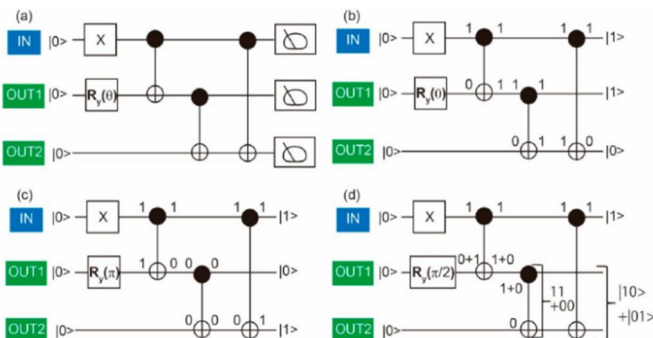 (a)
IN |0> X
OUT1 |0> Ry(θ)
OUT2 |0>
(b)
IN |0> X 1 1 1 1 |1>
OUT1 |0> Ry(0) 0 1 1 1 |1>
OUT2 |0> 0 1 1 0 |0>
(c)
IN |0> X 1 1 1 1 |1>
OUT1 |0> Ry(π) 1 0 0 0 |0>
OUT2 |0> 0 0 0 1 |1>
(d)
IN |0> X 1 1 1 1 |1>
OUT1 |0> Ry(π/2) 0+1 1+0
1+0 11
+00
|10>
+|01>
OUT2 |0> 0